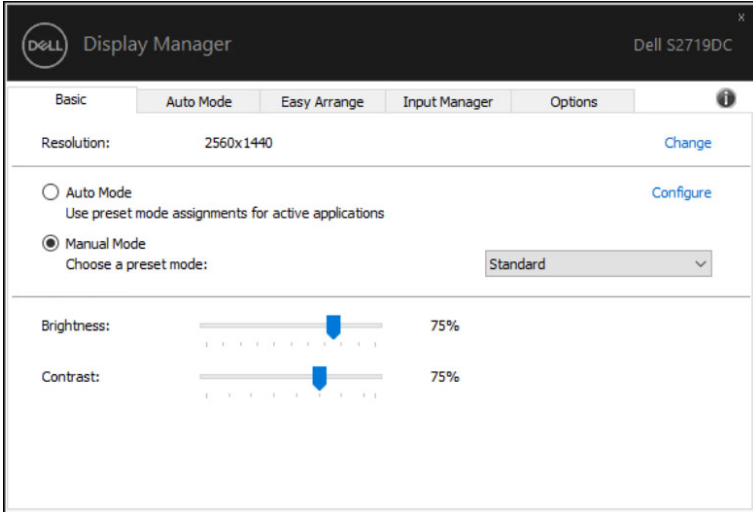 DELL Display Manager
x
Dell S2719DC
Basic Auto Mode Easy Arrange Input Manager Options i
Resolution: 2560x1440 Change
Auto Mode Configure
Use preset mode assignments for active applications
Manual Mode
Choose a preset mode: Standard
Brightness: 75%
Contrast: 75%